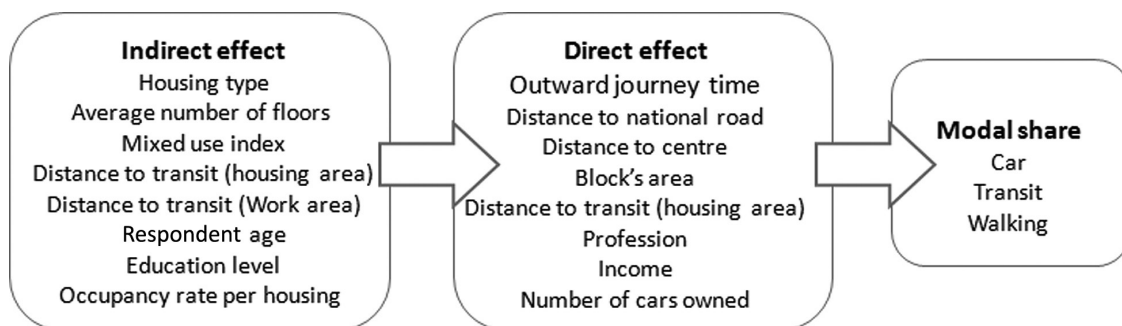 Indirect effect
Housing type
Average number of floors
Mixed use index
Distance to transit (housing area)
Distance to transit (Work area)
Respondent age
Education level
Occupancy rate per housing
Direct effect
Outward journey time
Distance to national road
Distance to centre
Block's area
Distance to transit (housing area)
Profession
Income
Number of cars owned
Modal share
Car
Transit
Walking